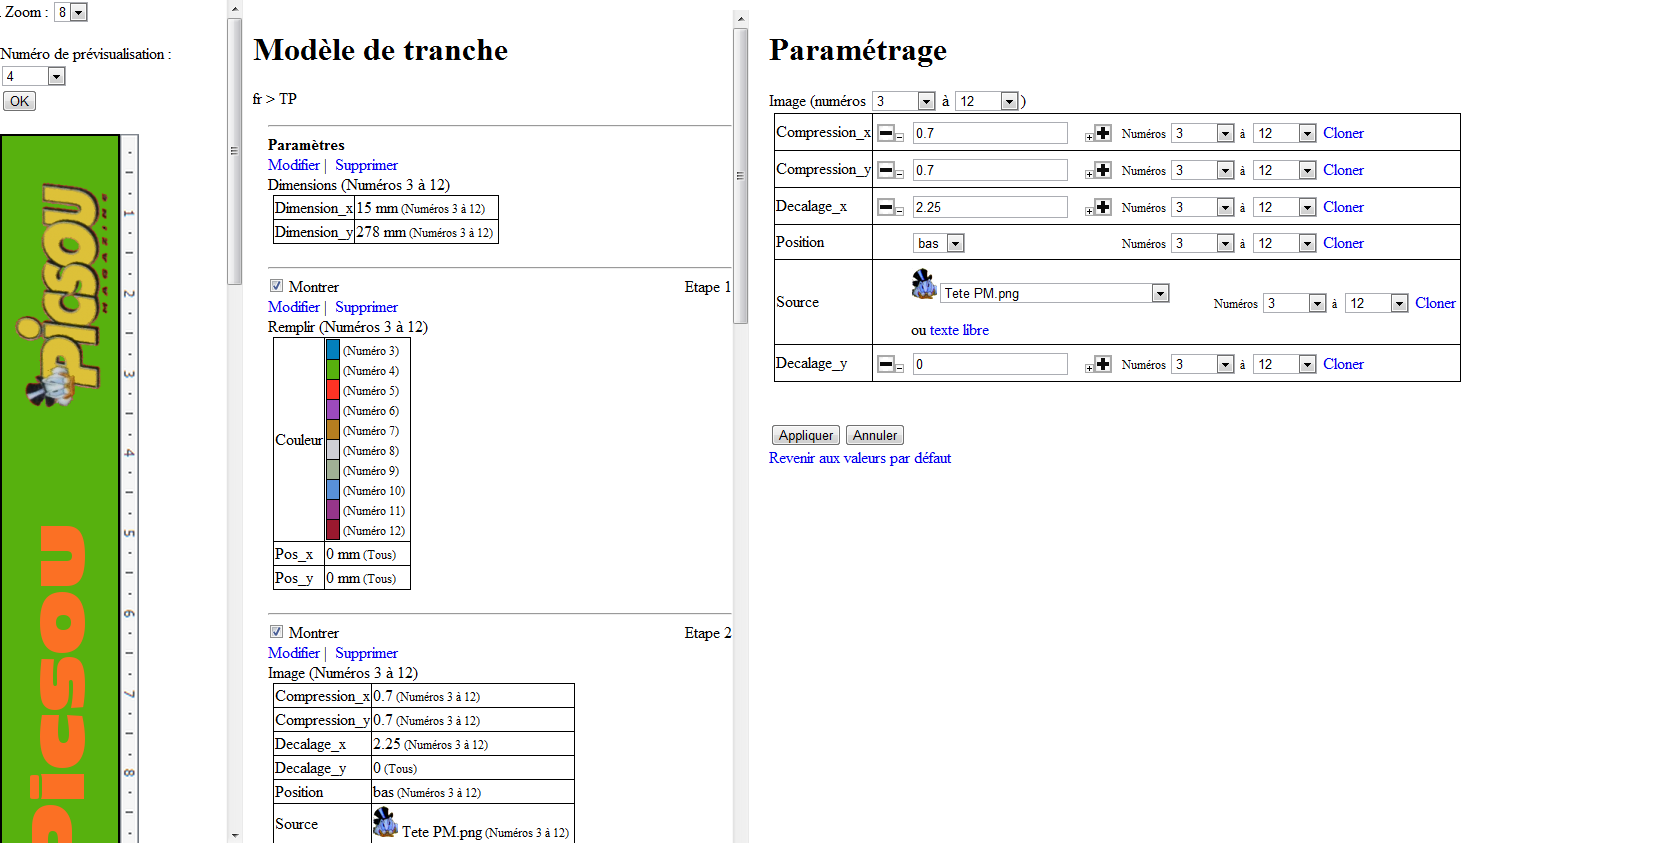 . Zoom : 8
Numéro de prévisualisation :
4
OK
picsou
MAGAZINE
Picsou
1
2
3
4
5
6
7
8
Modèle de tranche
fr > TP
Paramètres
Modifier | Supprimer
Dimensions (Numéros 3 à 12)
Dimension_x 15 mm (Numéros 3 à 12)
Dimension_y 278 mm (Numéros 3 à 12)
Montrer Etape 1
Modifier | Supprimer
Remplir (Numéros 3 à 12)
Couleur
(Numéro 3)
(Numéro 4)
(Numéro 5)
(Numéro 6)
(Numéro 7)
(Numéro 8)
(Numéro 9)
(Numéro 10)
(Numéro 11)
(Numéro 12)
Pos_x 0 mm (Tous)
Pos_y 0 mm (Tous)
Montrer Etape 2
Modifier | Supprimer
Image (Numéros 3 à 12)
Compression_x 0.7 (Numéros 3 à 12)
Compression_y 0.7 (Numéros 3 à 12)
Decalage_x 2.25 (Numéros 3 à 12)
Decalage_y 0 (Tous)
Position bas (Numéros 3 à 12)
Source Tete PM.png (Numéros 3 à 12)
Paramétrage
Image (numéros 3 à 12 )
Compression_x 0.7 Numéros 3 à 12 Cloner
Compression_y 0.7 Numéros 3 à 12 Cloner
Decalage_x 2.25 Numéros 3 à 12 Cloner
Position bas Numéros 3 à 12 Cloner
Source Tete PM.png Numéros 3 à 12 Cloner
ou texte libre
Decalage_y 0 Numéros 3 à 12 Cloner
Appliquer Annuler
Revenir aux valeurs par défaut